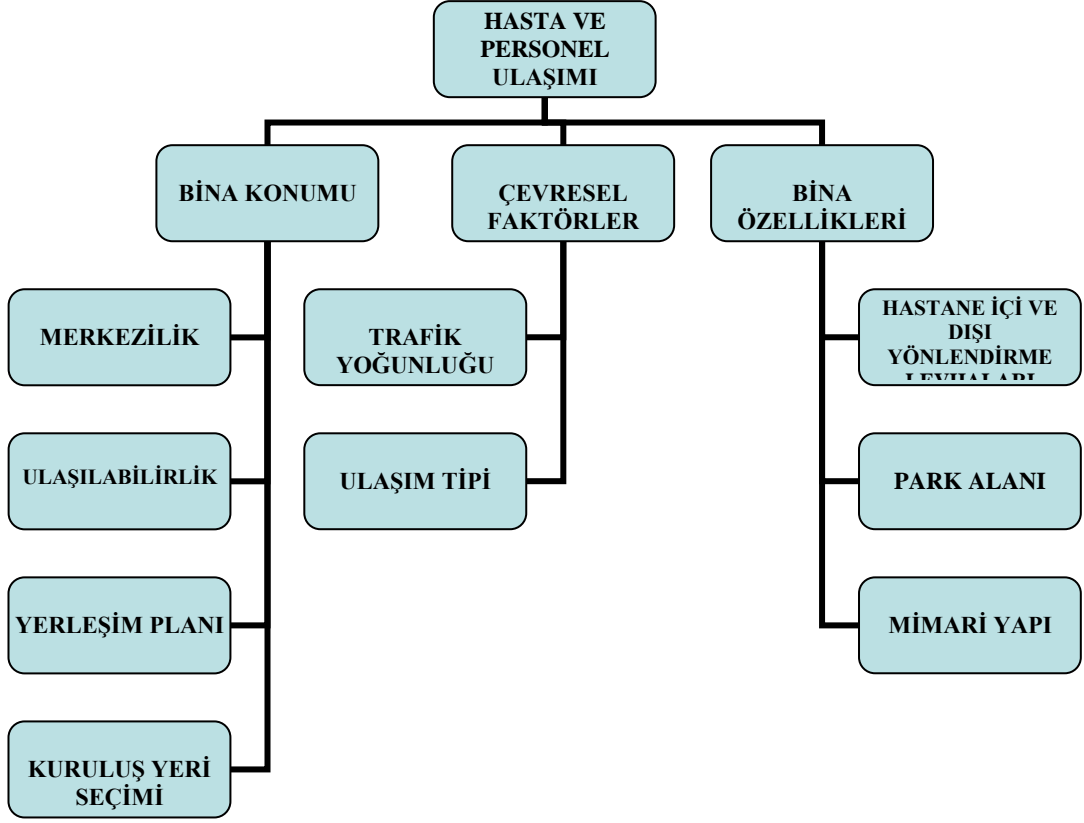 HASTA VE
PERSONEL
ULAŞIMI
BİNA KONUMU
ÇEVRESEL
FAKTÖRLER
BİNA
ÖZELLİKLERİ
MERKEZİLİK
ULAŞILABİLİRLİK
YERLEŞİM PLANI
KURULUŞ YERİ
SEÇİMİ
TRAFİK
YOĞUNLUĞU
ULAŞIM TİPİ
HASTANE İÇİ VE
DIŞI
YÖNLENDİRME
LEVHALARI
PARK ALANI
MİMARİ YAPI